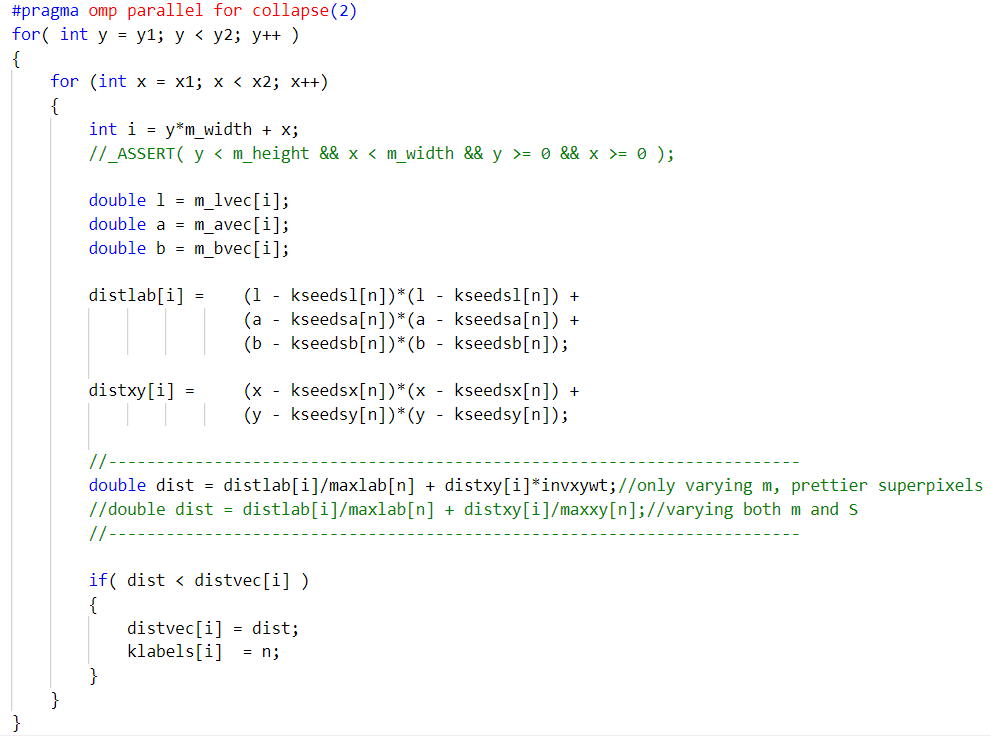 #pragma omp parallel for collapse(2)
for( int y = y1; y < y2; y++ )
{
    for (int x = x1; x < x2; x++)
    {
        int i = y*m_width + x;
        //_ASSERT( y < m_height && x < m_width && y >= 0 && x >= 0 );

        double l = m_lvec[i];
        double a = m_avec[i];
        double b = m_bvec[i];

        distlab[i] =    (l - kseedsl[n])*(l - kseedsl[n]) +
                        (a - kseedsa[n])*(a - kseedsa[n]) +
                        (b - kseedsb[n])*(b - kseedsb[n]);

        distxy[i] =     (x - kseedsx[n])*(x - kseedsx[n]) +
                        (y - kseedsy[n])*(y - kseedsy[n]);

        //------------------------------------------------------------------------
        double dist = distlab[i]/maxlab[n] + distxy[i]*invxywt;//only varying m, prettier superpixels
        //double dist = distlab[i]/maxlab[n] + distxy[i]/maxxy[n];//varying both m and S
        //------------------------------------------------------------------------

        if( dist < distvec[i] )
        {
            distvec[i] = dist;
            klabels[i]  = n;
        }
    }
}